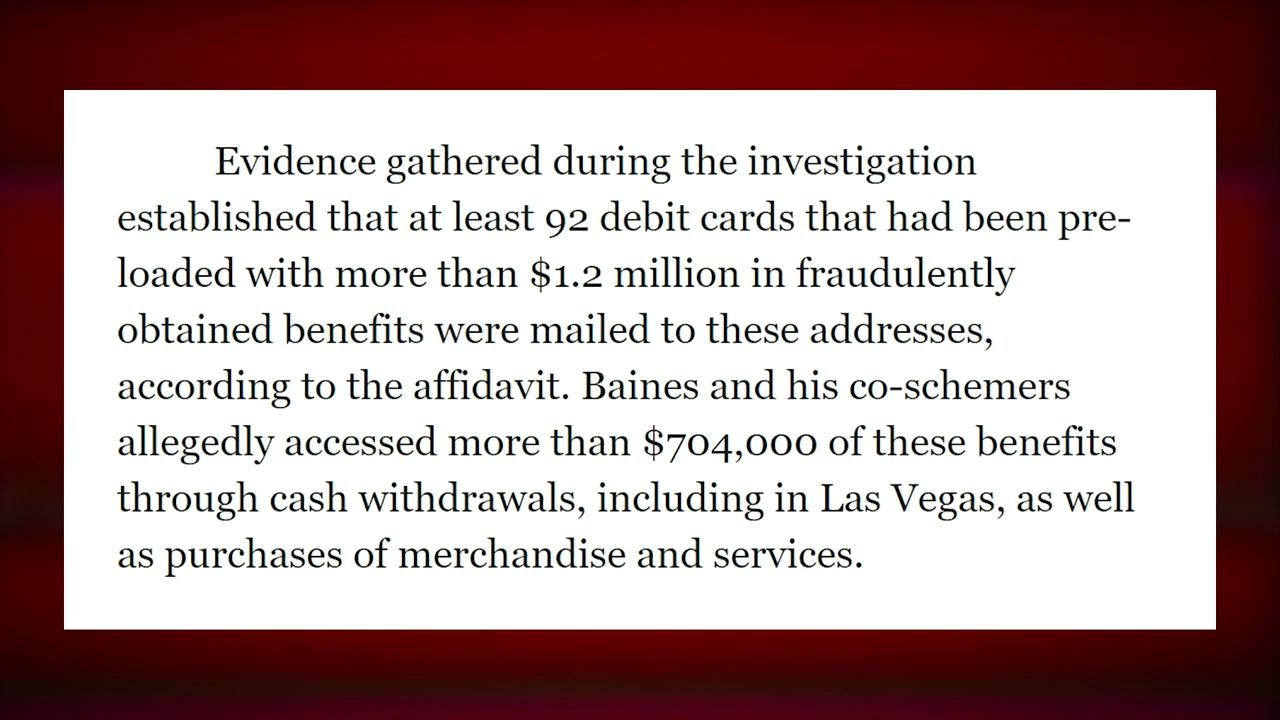 Evidence gathered during the investigation
established that at least 92 debit cards that had been pre-
loaded with more than $1.2 million in fraudulently
obtained benefits were mailed to these addresses,
according to the affidavit. Baines and his co-schemers
allegedly accessed more than $704,000 of these benefits
through cash withdrawals, including in Las Vegas, as well
as purchases of merchandise and services.